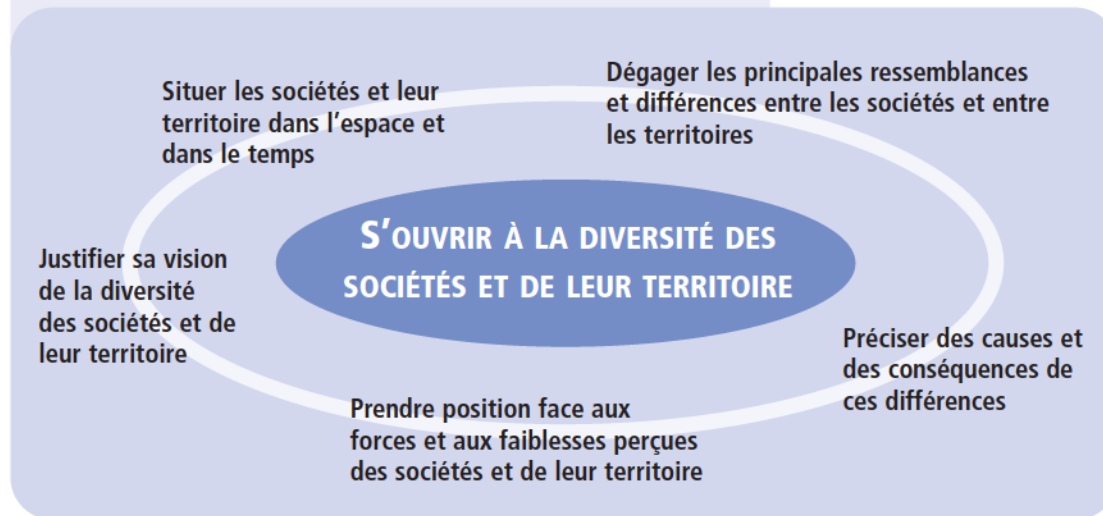 Situer les sociétés et leur
territoire dans l'espace et
dans le temps
Dégager les principales ressemblances
et différences entre les sociétés et entre
les territoires
S'OUVRIR À LA DIVERSITÉ DES
SOCIÉTÉS ET DE LEUR TERRITOIRE
Justifier sa vision
de la diversité
des sociétés et de
leur territoire
Préciser des causes et
des conséquences de
ces différences
Prendre position face aux
forces et aux faiblesses perçues
des sociétés et de leur territoire